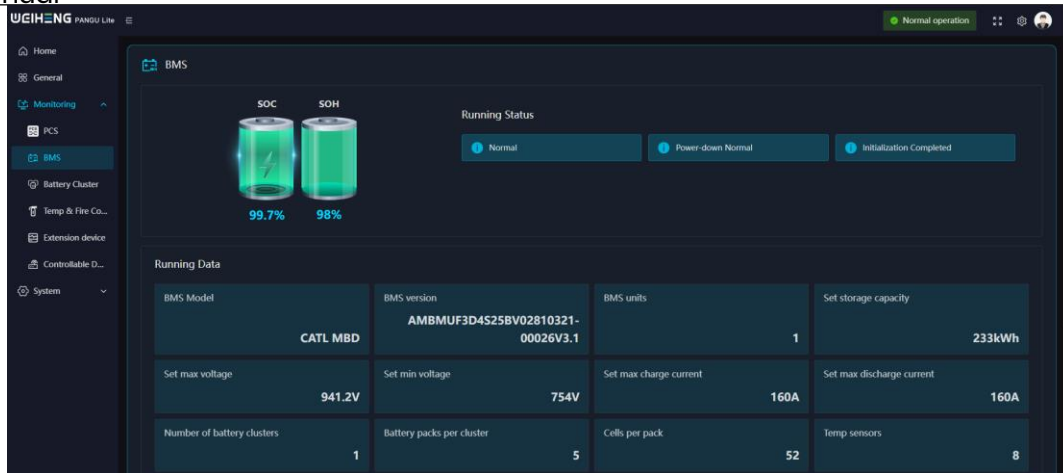 WEIHENG PANGU Lite
Normal operation
Home
General
Monitoring
PCS
BMS
Battery Cluster
Temp & Fire Co...
Extension device
Controllable D...
System
BMS
SOC SOH
99.7% 98%
Running Status
Normal
Power-down Normal
Initialization Completed
Running Data
BMS Model
CATL MBD
BMS version
AMBMUF3D4S25BV02810321-
00026V3.1
BMS units
1
Set storage capacity
233kWh
Set max voltage
941.2V
Set min voltage
754V
Set max charge current
160A
Set max discharge current
160A
Number of battery clusters
1
Battery packs per cluster
5
Cells per pack
52
Temp sensors
8